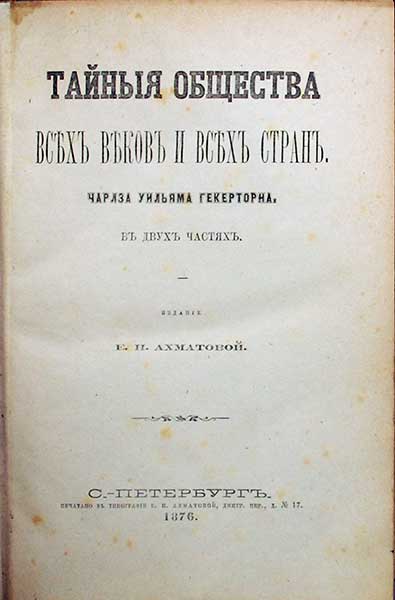 ТАЙНЫЯ ОБЩЕСТВА
ВСѢХЪ ВѢКОВЪ И ВСѢХЪ СТРАНЪ.
ЧАРЛЗА УИЛЬЯМА ГЕКЕРТОРНА.
ВЪ ДВУХЪ ЧАСТЯХЪ.
ИЗДАНІЕ
Е. Н. АХМАТОВОЙ.
С.-ПЕТЕРБУРГЪ.
ПЕЧАТАНО ВЪ ТИПОГРАФІИ Е. Н. АХМАТОВОЙ, ДМИТР. ПЕР., Д. № 17.
1876.